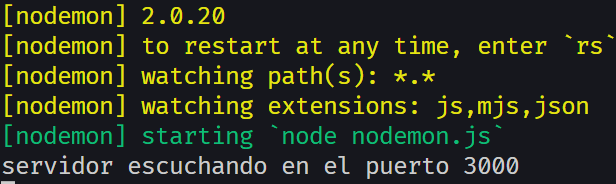 [nodemon] 2.0.20
[nodemon] to restart at any time, enter `rs`
[nodemon] watching path(s): *.*
[nodemon] watching extensions: js,mjs,json
[nodemon] starting `node nodemon.js`
servidor escuchando en el puerto 3000